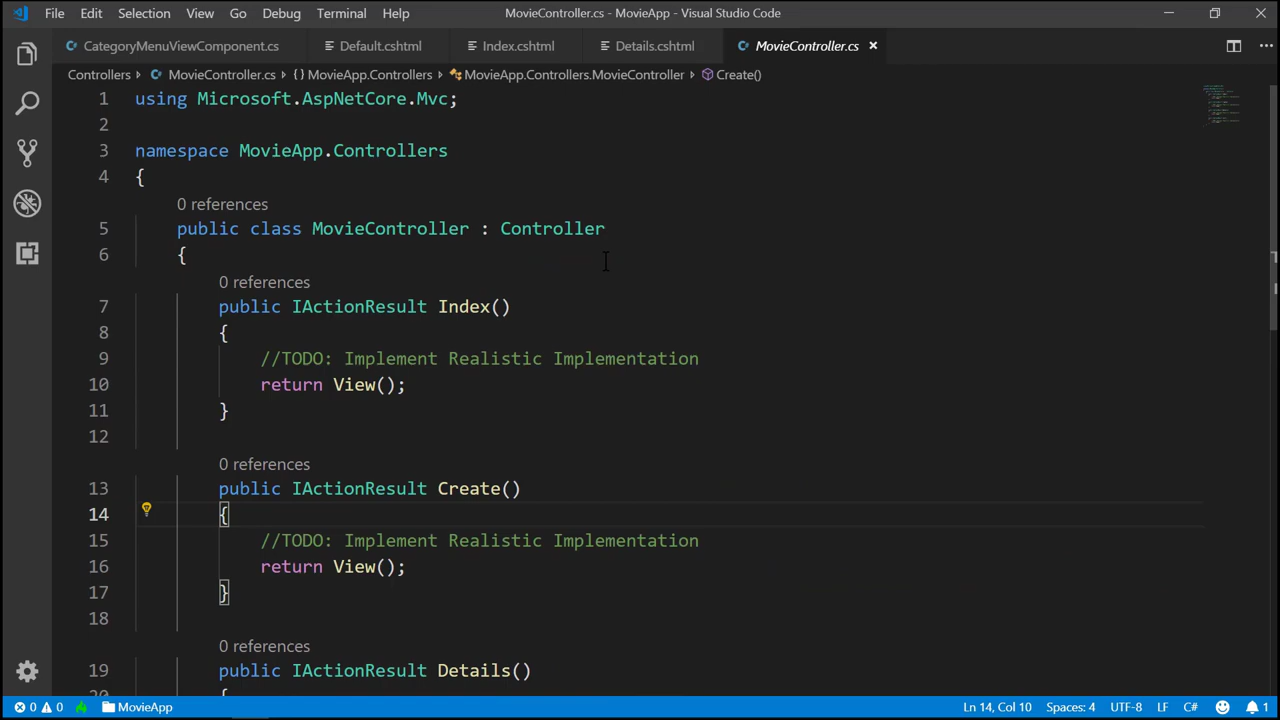 File Edit Selection View Go Debug Terminal Help MovieController.cs - MovieApp - Visual Studio Code
CategoryMenuViewComponent.cs Default.cshtml Index.cshtml Details.cshtml MovieController.cs
Controllers MovieController.cs {} MovieApp.Controllers MovieApp.Controllers.MovieController Create()
1 using Microsoft.AspNetCore.Mvc;
2
3 namespace MovieApp.Controllers
4 {
0 references
5 public class MovieController : Controller
6 {
0 references
7 public IActionResult Index()
8 {
9 //TODO: Implement Realistic Implementation
10 return View();
11 }
12
0 references
13 public IActionResult Create()
14 {
15 //TODO: Implement Realistic Implementation
16 return View();
17 }
18
0 references
19 public IActionResult Details()
20 {
0 0 MovieApp Ln 14, Col 10 Spaces: 4 UTF-8 LF C# 1